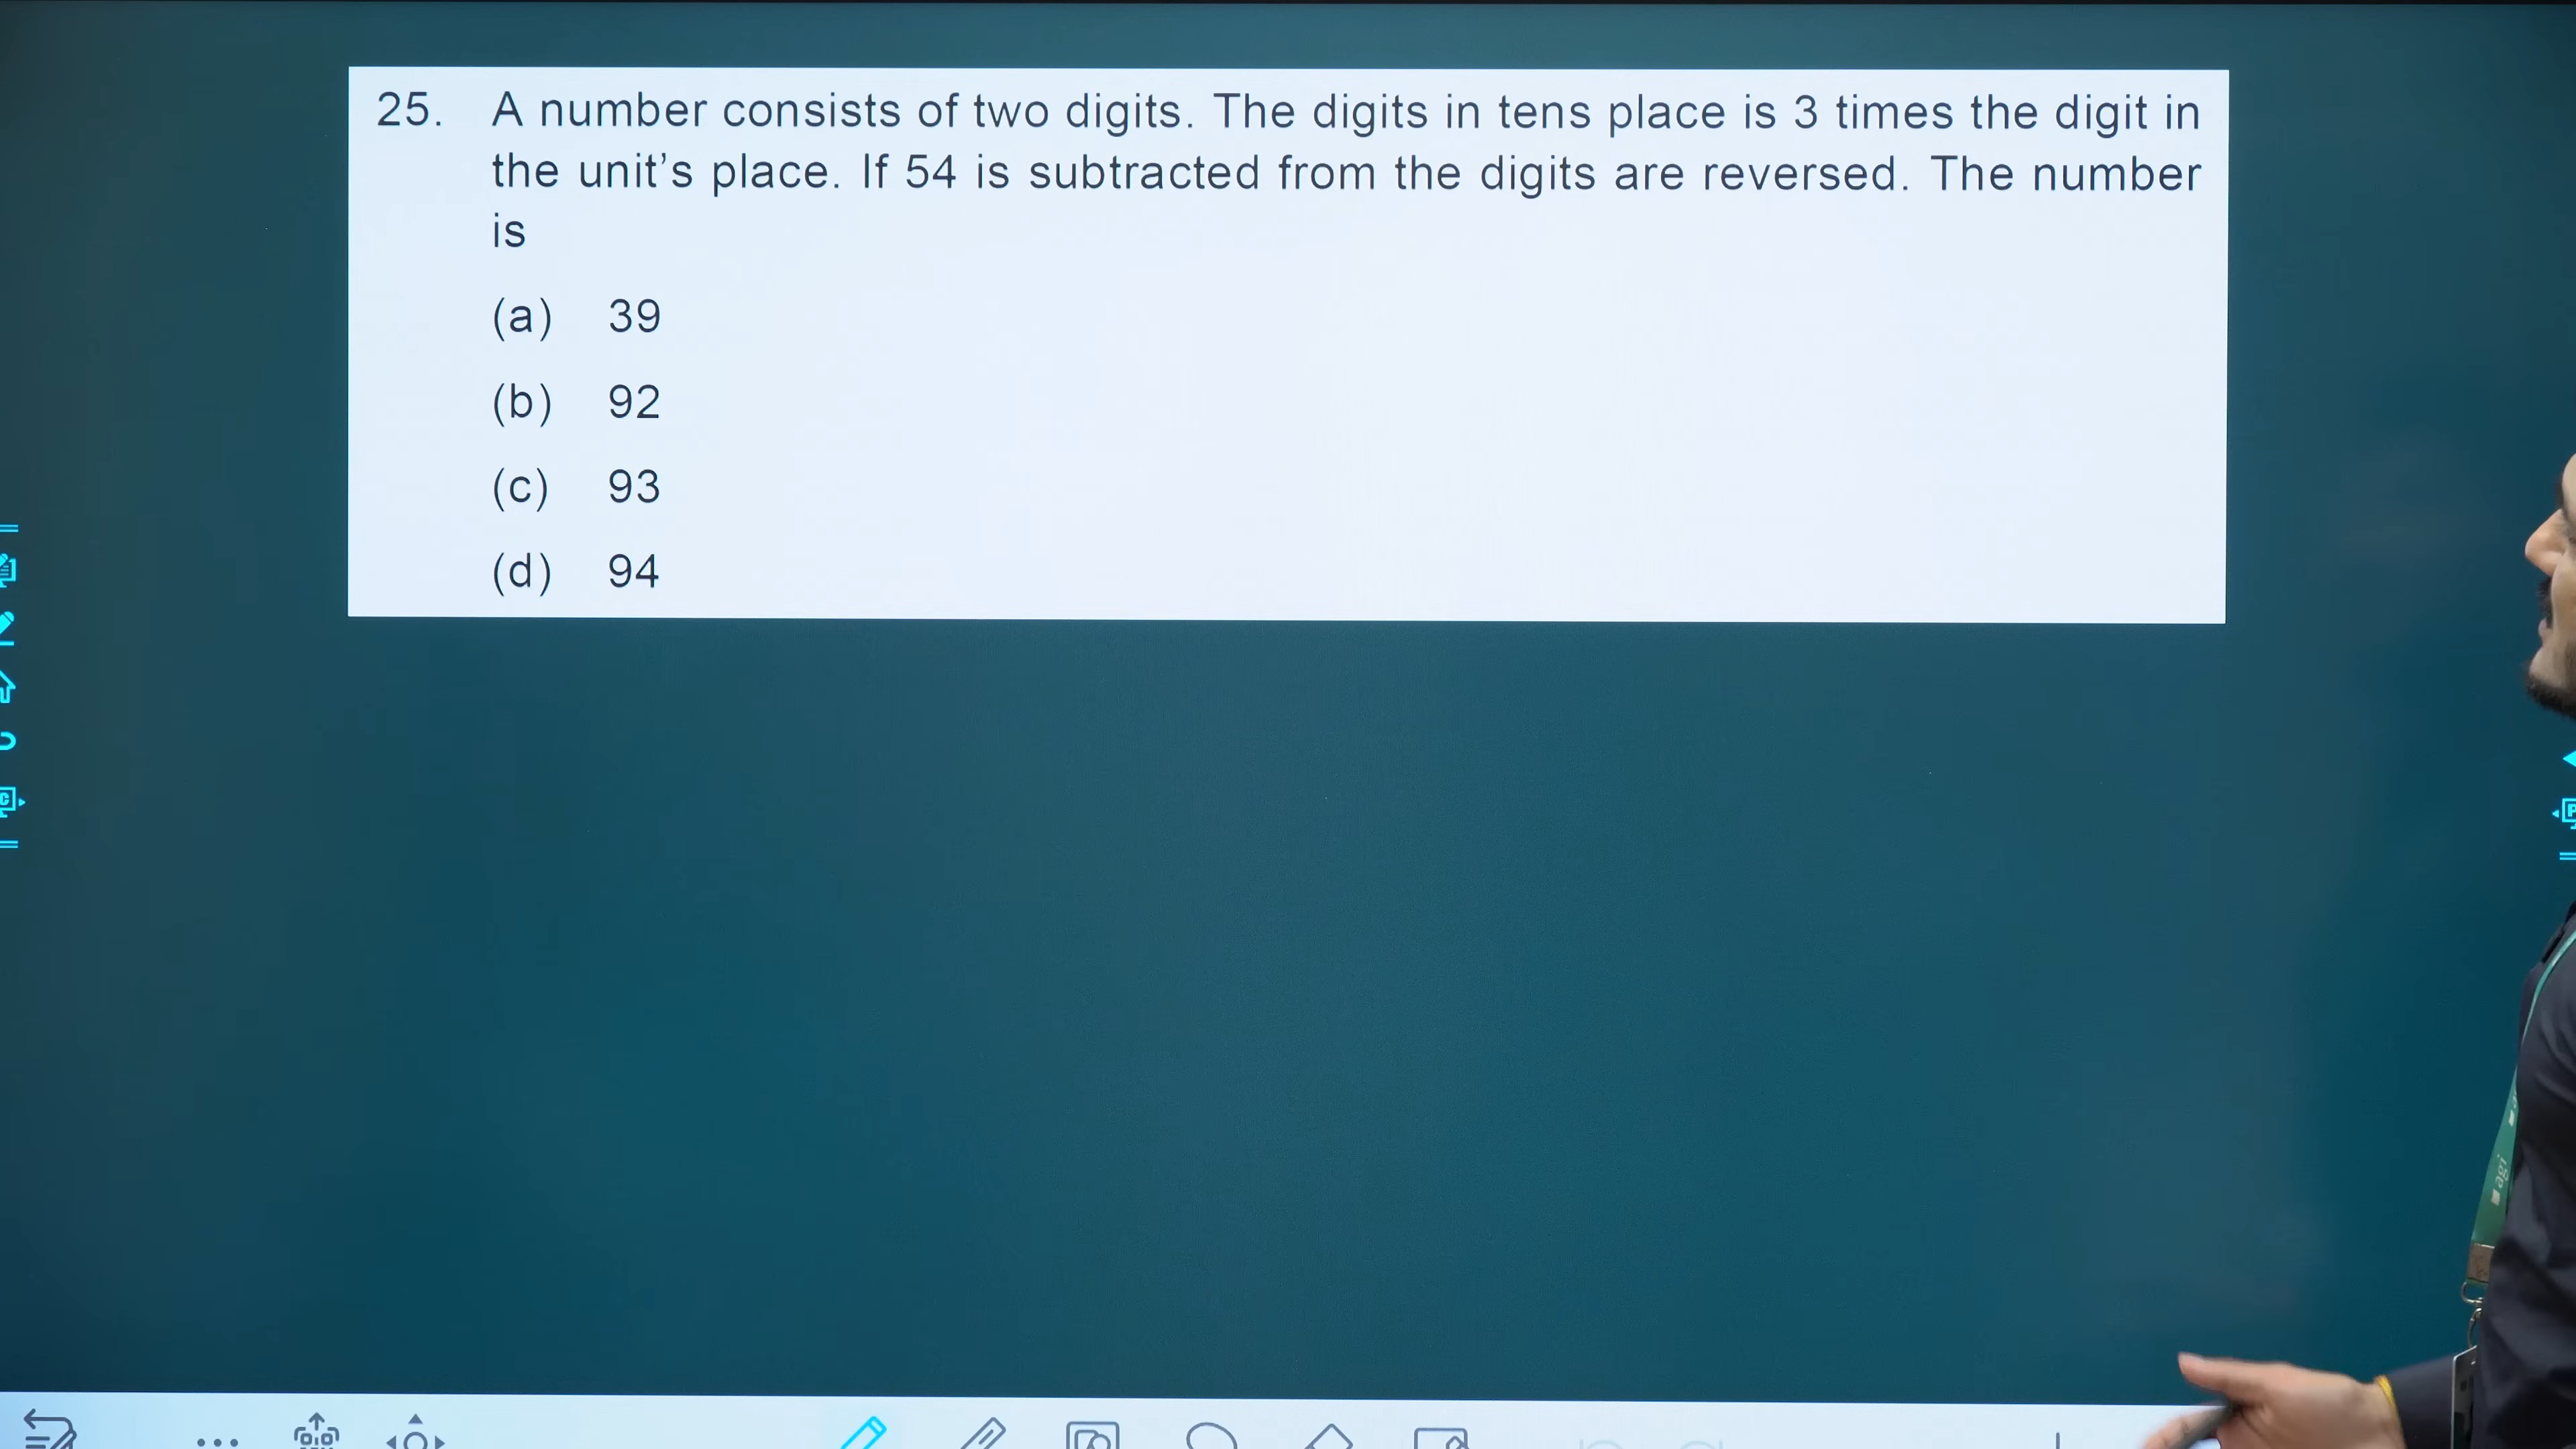 25. A number consists of two digits. The digits in tens place is 3 times the digit in
the unit’s place. If 54 is subtracted from the digits are reversed. The number
is
(a) 39
(b) 92
(c) 93
(d) 94
agi